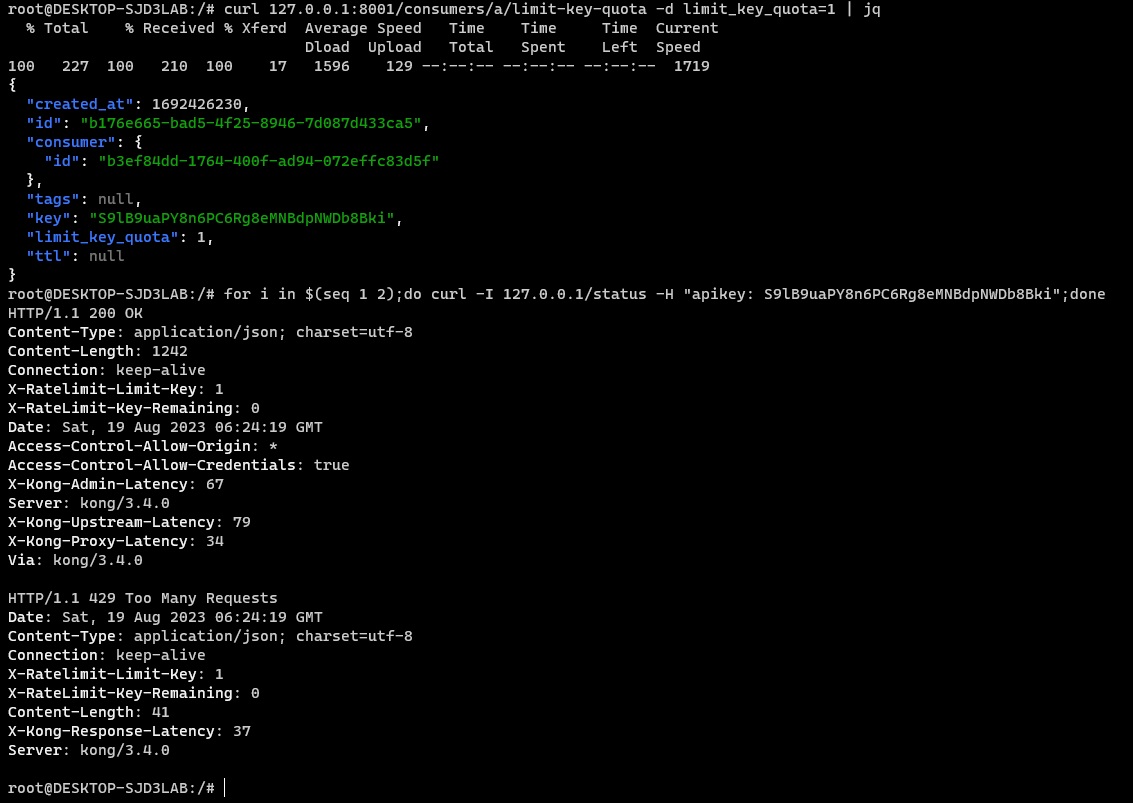 root@DESKTOP-SJD3LAB:/# curl 127.0.0.1:8001/consumers/a/limit-key-quota -d limit_key_quota=1 | jq
  % Total    % Received % Xferd  Average Speed   Time    Time     Time  Current
                                 Dload  Upload   Total   Spent    Left  Speed
100   227  100   210  100    17   1596    129 --:--:-- --:--:-- --:--:--  1719
{
  "created_at": 1692426230,
  "id": "b176e665-bad5-4f25-8946-7d087d433ca5",
  "consumer": {
    "id": "b3ef84dd-1764-400f-ad94-072effc83d5f"
  },
  "tags": null,
  "key": "S9lB9uaPY8n6PC6Rg8eMNBdpNWDb8Bki",
  "limit_key_quota": 1,
  "ttl": null
}
root@DESKTOP-SJD3LAB:/# for i in $(seq 1 2);do curl -I 127.0.0.1/status -H "apikey: S9lB9uaPY8n6PC6Rg8eMNBdpNWDb8Bki";done
HTTP/1.1 200 OK
Content-Type: application/json; charset=utf-8
Content-Length: 1242
Connection: keep-alive
X-Ratelimit-Limit-Key: 1
X-RateLimit-Key-Remaining: 0
Date: Sat, 19 Aug 2023 06:24:19 GMT
Access-Control-Allow-Origin: *
Access-Control-Allow-Credentials: true
X-Kong-Admin-Latency: 67
Server: kong/3.4.0
X-Kong-Upstream-Latency: 79
X-Kong-Proxy-Latency: 34
Via: kong/3.4.0

HTTP/1.1 429 Too Many Requests
Date: Sat, 19 Aug 2023 06:24:19 GMT
Content-Type: application/json; charset=utf-8
Connection: keep-alive
X-Ratelimit-Limit-Key: 1
X-RateLimit-Key-Remaining: 0
Content-Length: 41
X-Kong-Response-Latency: 37
Server: kong/3.4.0

root@DESKTOP-SJD3LAB:/#